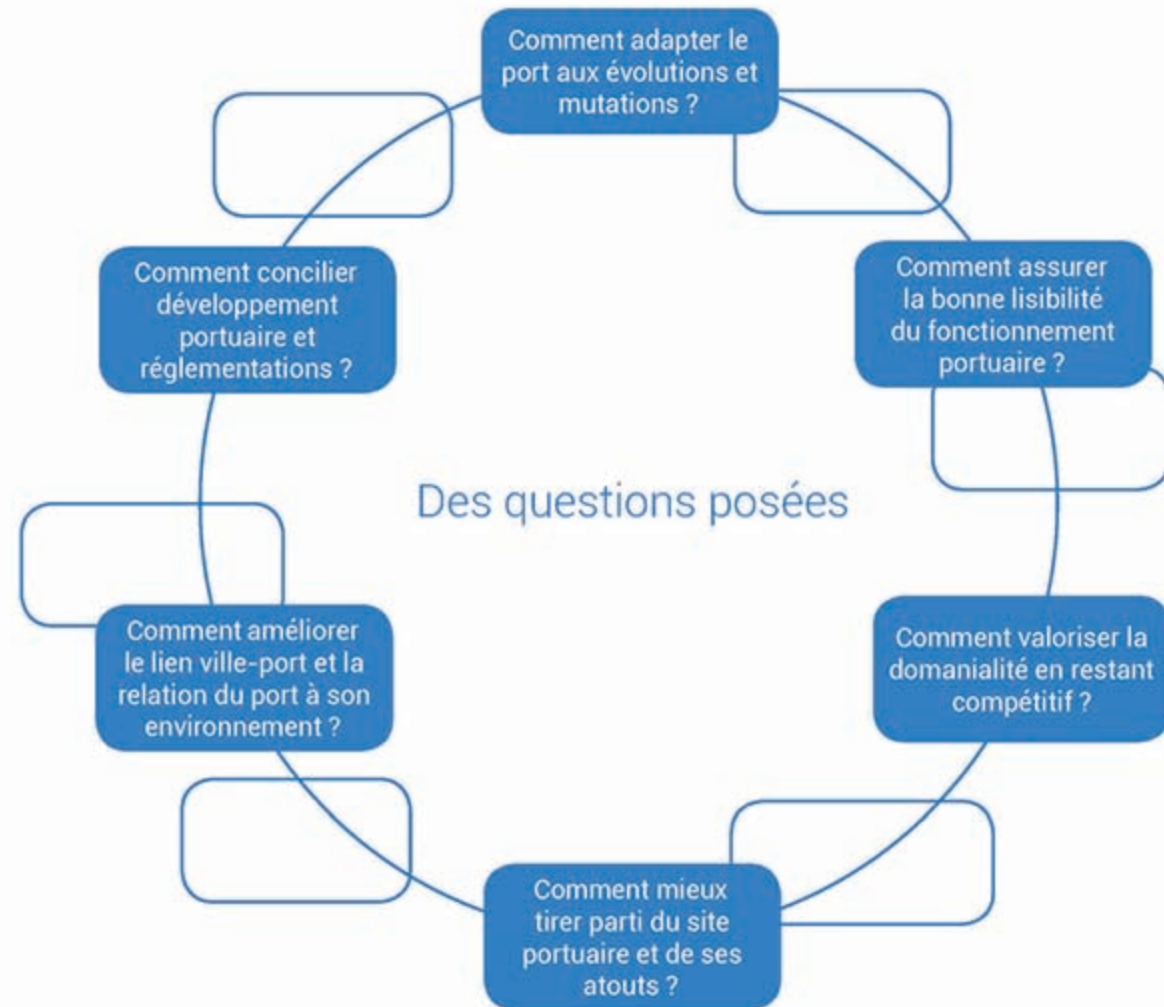 Comment adapter le
port aux évolutions et
mutations ?
Comment assurer
la bonne lisibilité
du fonctionnement
portuaire ?
Comment valoriser la
domanialité en restant
compétitif ?
Comment mieux
tirer parti du site
portuaire et de ses
atouts ?
Comment améliorer
le lien ville-port et la
relation du port à son
environnement ?
Comment concilier
développement
portuaire et
réglementations ?
Des questions posées